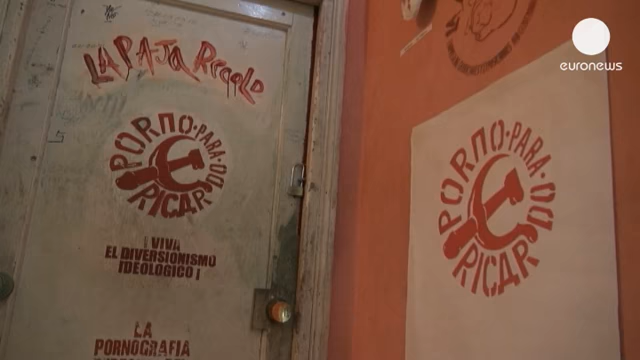 LA PAJA RECOLD
PORNO·PARA·
RICARDO
¡ VIVA
EL DIVERSIONISMO
IDEOLOGICO !
LA
PORNOGRAFIA
PORNO·PARA·
RICARDO
euronews